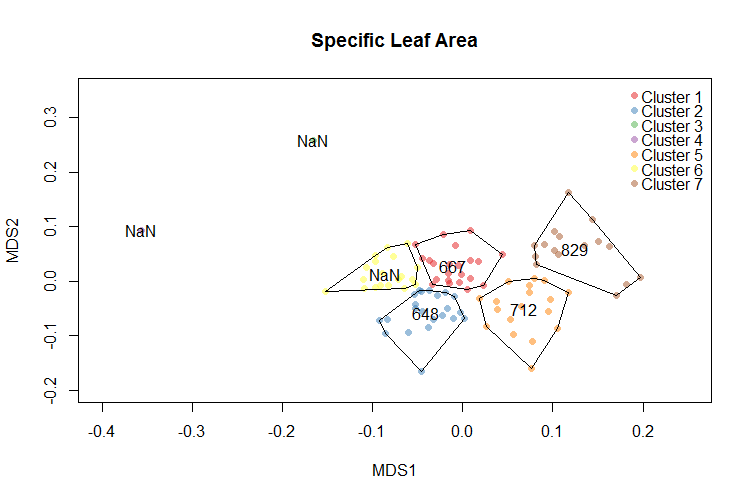 Specific Leaf Area
Cluster 1
Cluster 2
Cluster 3
Cluster 4
Cluster 5
Cluster 6
Cluster 7
NaN
NaN
NaN
667
829
648
712
MDS2
0.3
0.2
0.1
0.0
-0.1
-0.2
-0.4 -0.3 -0.2 -0.1 0.0 0.1 0.2
MDS1